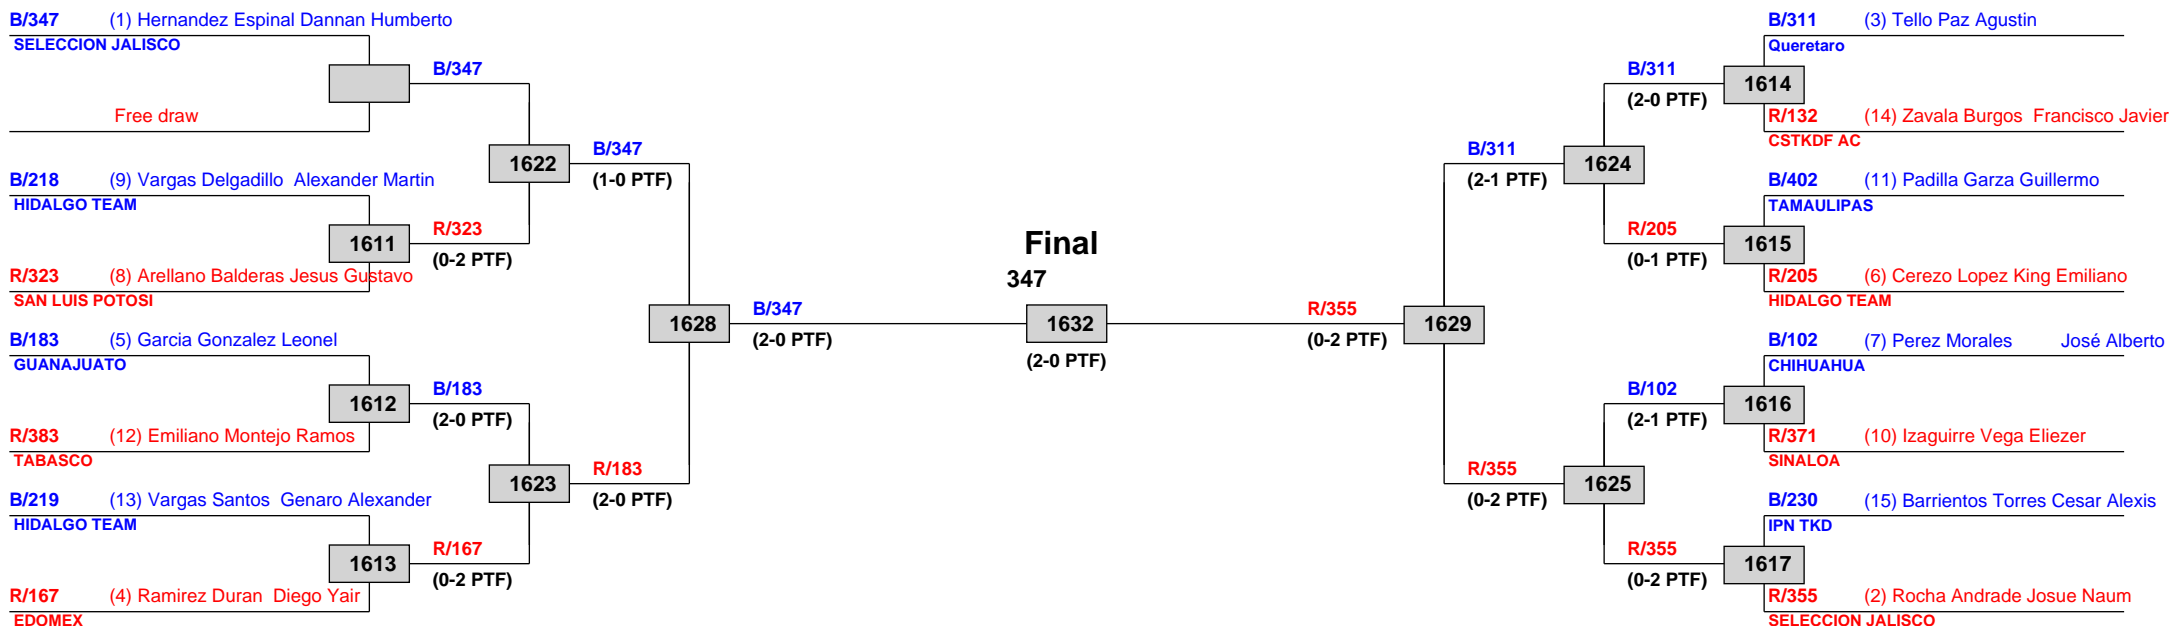 B/347 (1) Hernandez Espinal Dannan Humberto
SELECCION JALISCO
B/347
Free draw
1622
B/347
(1-0 PTF)
B/218 (9) Vargas Delgadillo  Alexander Martin
HIDALGO TEAM
1611
R/323
(0-2 PTF)
R/323 (8) Arellano Balderas Jesus Gustavo
SAN LUIS POTOSI
1628
B/347
(2-0 PTF)
B/183 (5) Garcia Gonzalez Leonel
GUANAJUATO
1612
B/183
(2-0 PTF)
R/383 (12) Emiliano Montejo Ramos
TABASCO
1623
R/183
(2-0 PTF)
B/219 (13) Vargas Santos  Genaro Alexander
HIDALGO TEAM
1613
R/167
(0-2 PTF)
R/167 (4) Ramirez Duran  Diego Yair
EDOMEX
Final
347
1632
(2-0 PTF)
B/311 (3) Tello Paz Agustin
Queretaro
B/311
(2-0 PTF)
1614
R/132 (14) Zavala Burgos  Francisco Javier
CSTKDF AC
B/311
(2-1 PTF)
1624
B/402 (11) Padilla Garza Guillermo
TAMAULIPAS
R/205
(0-1 PTF)
1615
R/205 (6) Cerezo Lopez King Emiliano
HIDALGO TEAM
R/355
(0-2 PTF)
1629
B/102 (7) Perez Morales José Alberto
CHIHUAHUA
B/102
(2-1 PTF)
1616
R/371 (10) Izaguirre Vega Eliezer
SINALOA
R/355
(0-2 PTF)
1625
B/230 (15) Barrientos Torres Cesar Alexis
IPN TKD
R/355
(0-2 PTF)
1617
R/355 (2) Rocha Andrade Josue Naum
SELECCION JALISCO